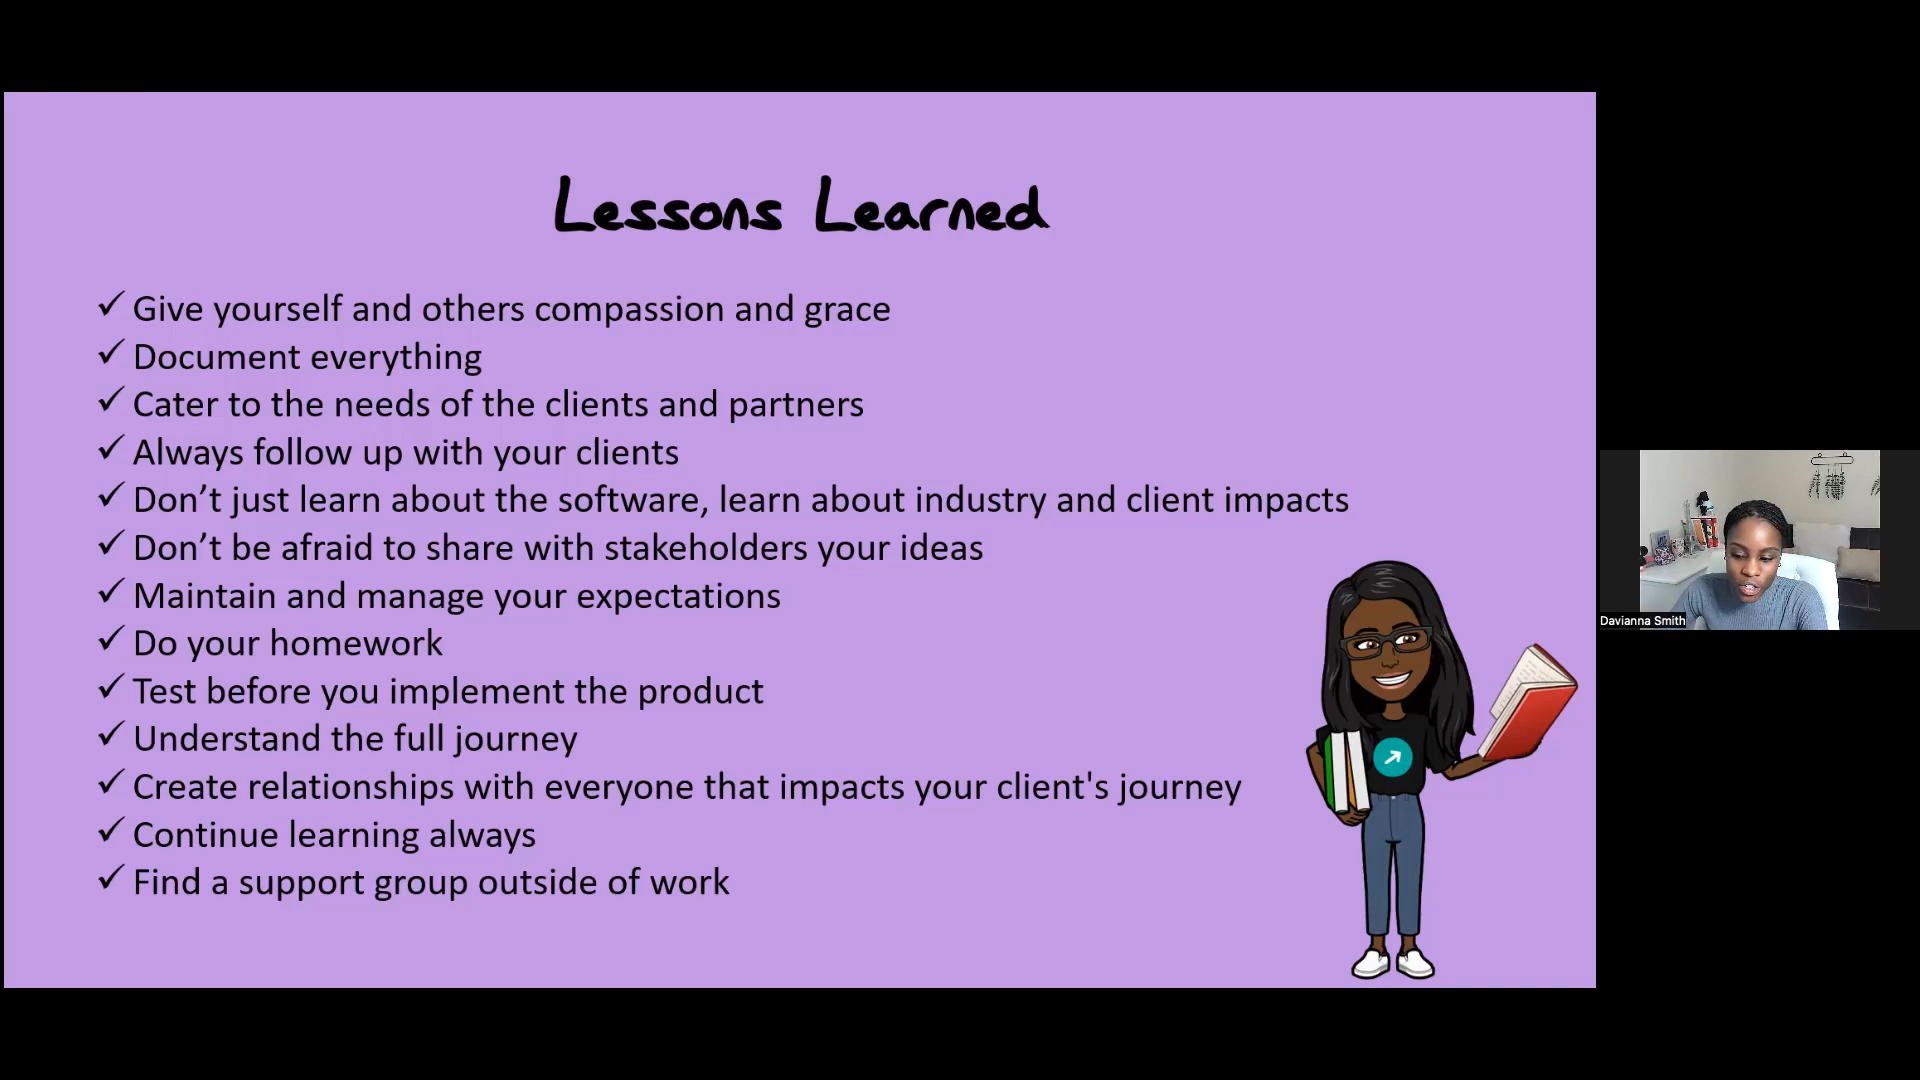 Lessons Learned
✓ Give yourself and others compassion and grace
✓ Document everything
✓ Cater to the needs of the clients and partners
✓ Always follow up with your clients
✓ Don’t just learn about the software, learn about industry and client impacts
✓ Don’t be afraid to share with stakeholders your ideas
✓ Maintain and manage your expectations
✓ Do your homework
✓ Test before you implement the product
✓ Understand the full journey
✓ Create relationships with everyone that impacts your client's journey
✓ Continue learning always
✓ Find a support group outside of work
Davianna Smith